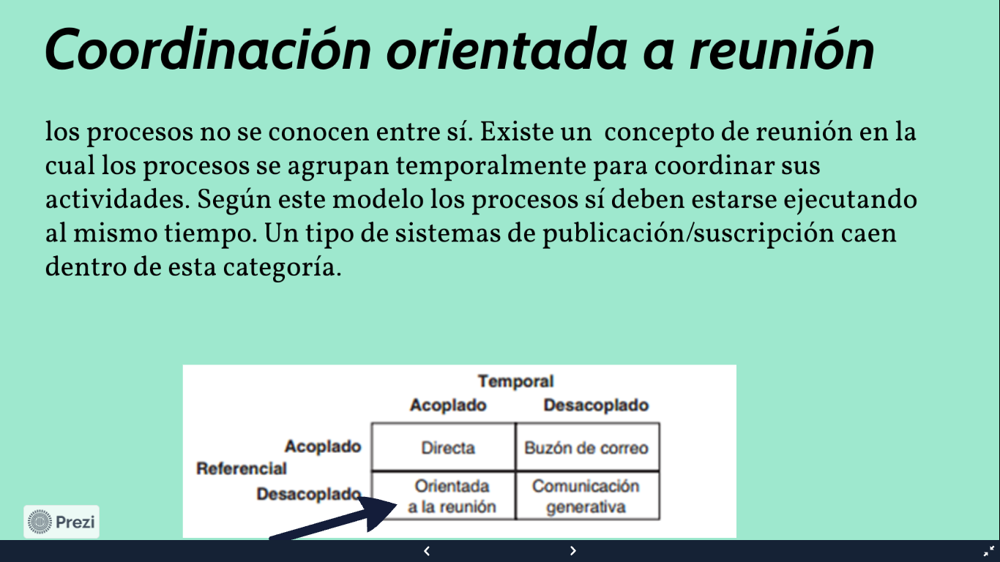 Coordinación orientada a reunión
los procesos no se conocen entre sí. Existe un  concepto de reunión en la
cual los procesos se agrupan temporalmente para coordinar sus
actividades. Según este modelo los procesos sí deben estarse ejecutando
al mismo tiempo. Un tipo de sistemas de publicación/suscripción caen
dentro de esta categoría.
Temporal
Acoplado Desacoplado
Acoplado Directa Buzón de correo
Referencial
Desacoplado Orientada Comunicación
a la reunión generativa
Prezi